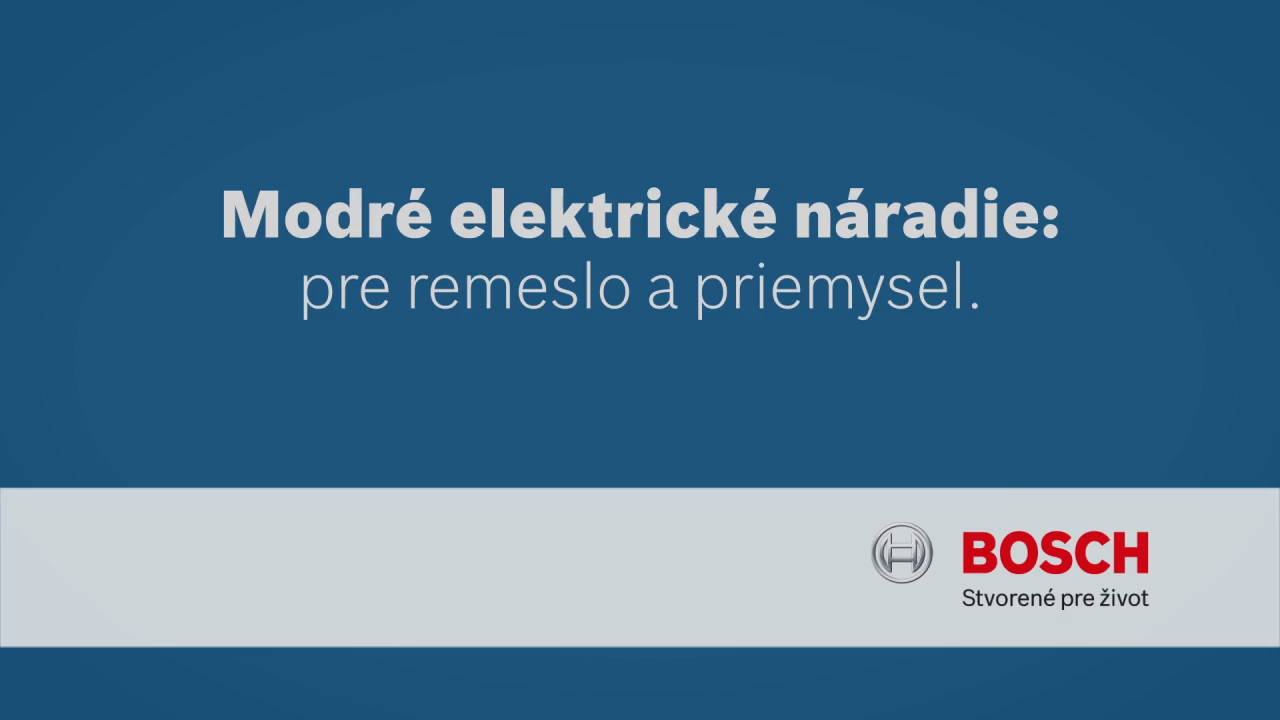 Modré elektrické náradie:
pre remeslo a priemysel.
BOSCH
Stvorené pre život